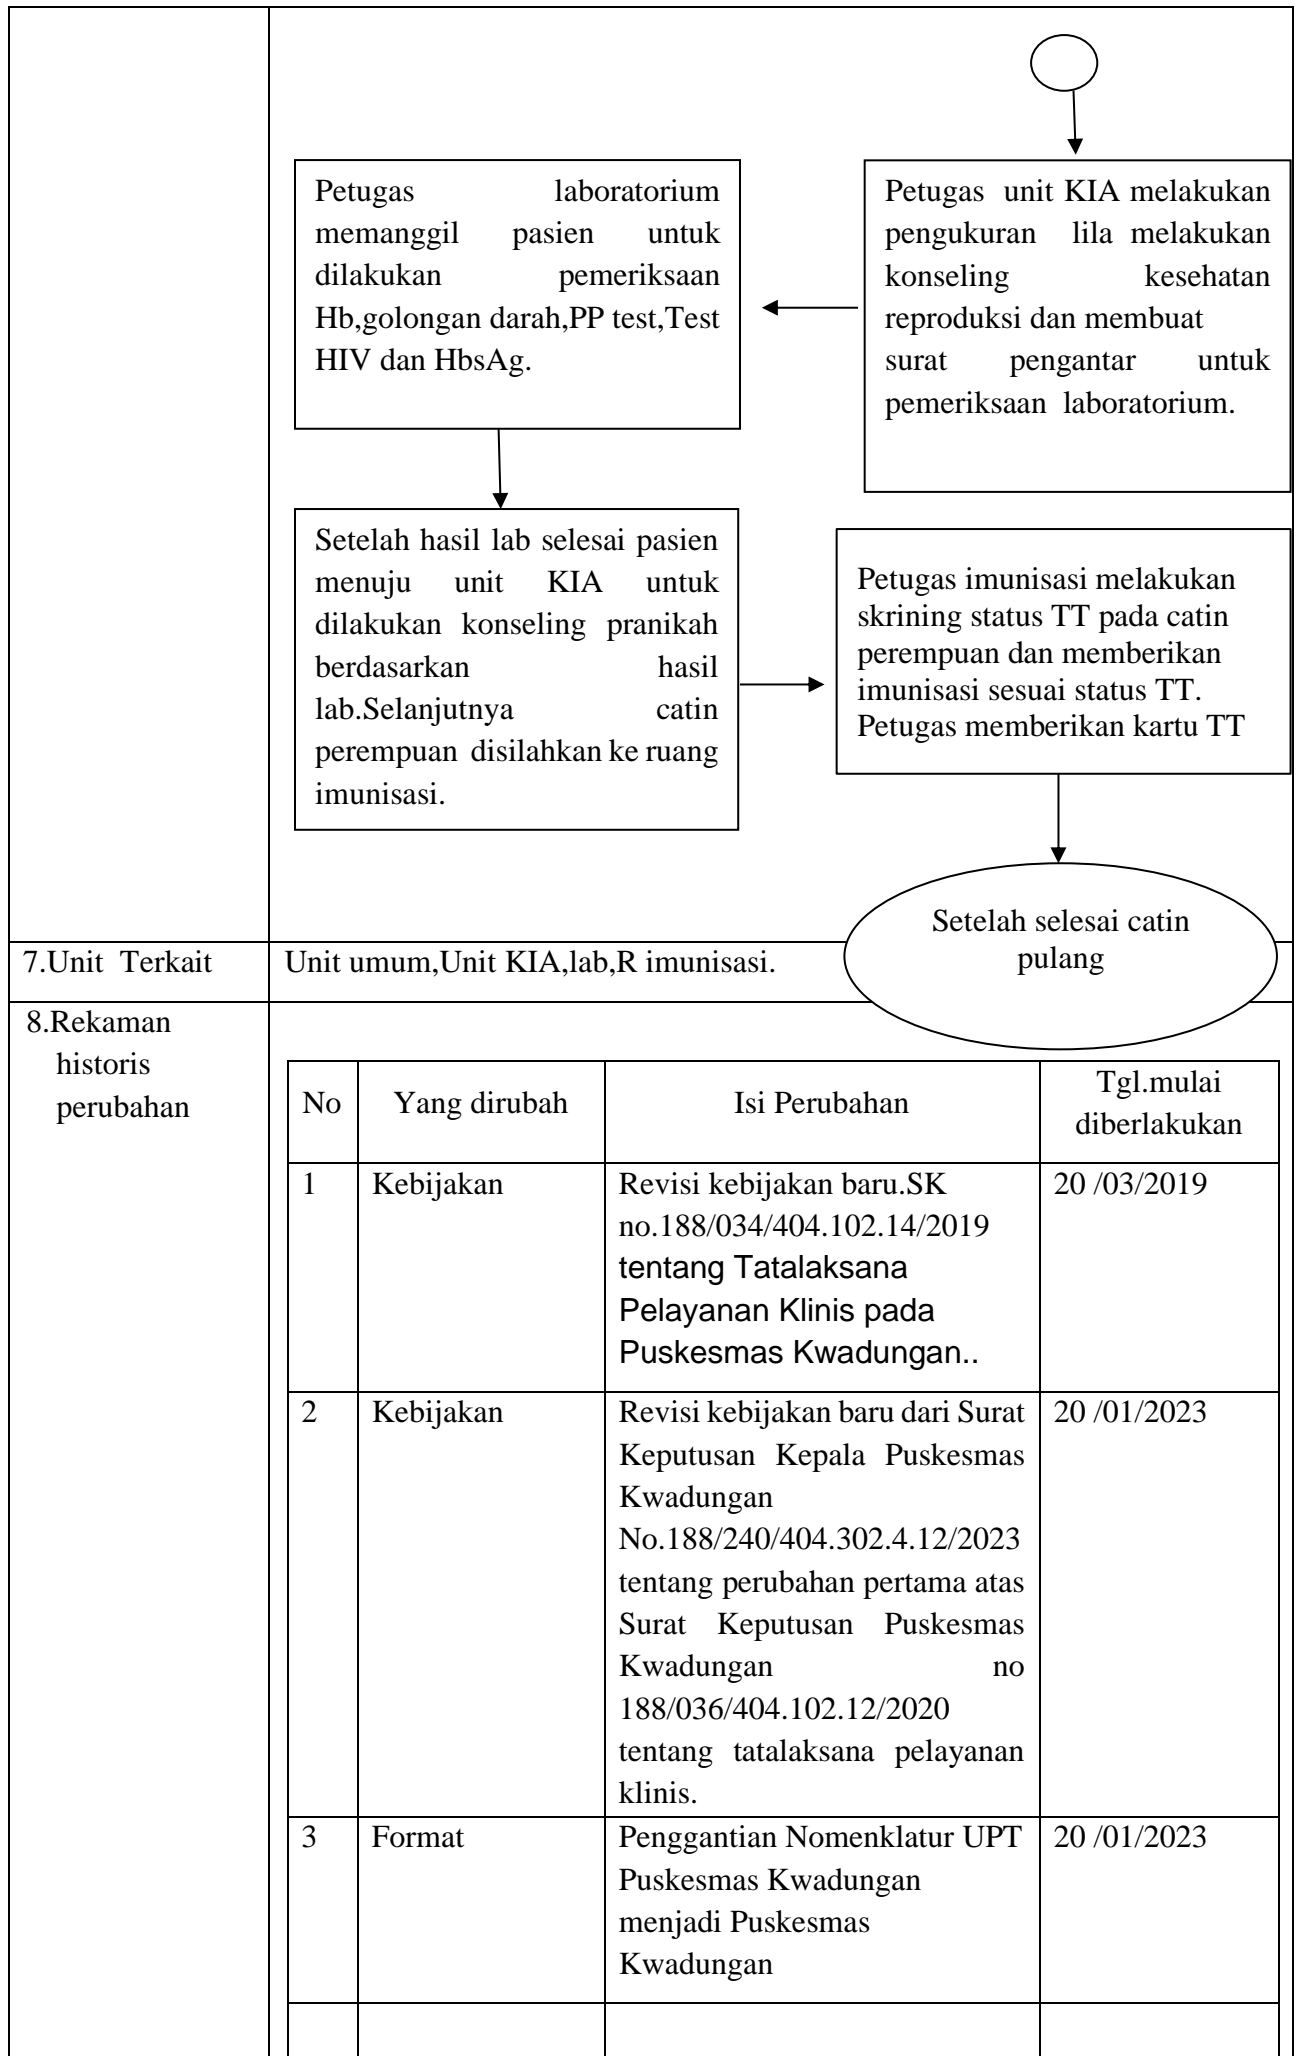 Petugas unit KIA melakukan
pengukuran lila melakukan
konseling kesehatan
reproduksi dan membuat
surat pengantar untuk
pemeriksaan laboratorium.
Petugas laboratorium
memanggil pasien untuk
dilakukan pemeriksaan
Hb,golongan darah,PP test,Test
HIV dan HbsAg.
Setelah hasil lab selesai pasien
menuju unit KIA untuk
dilakukan konseling pranikah
berdasarkan hasil
lab.Selanjutnya catin
perempuan disilahkan ke ruang
imunisasi.
Petugas imunisasi melakukan
skrining status TT pada catin
perempuan dan memberikan
imunisasi sesuai status TT.
Petugas memberikan kartu TT
Setelah selesai catin
pulang
7.Unit Terkait
Unit umum,Unit KIA,lab,R imunisasi.
8.Rekaman
historis
perubahan
No
Yang dirubah
Isi Perubahan
Tgl.mulai
diberlakukan
1
Kebijakan
Revisi kebijakan baru.SK
no.188/034/404.102.14/2019
tentang Tatalaksana
Pelayanan Klinis pada
Puskesmas Kwadungan..
20 /03/2019
2
Kebijakan
Revisi kebijakan baru dari Surat
Keputusan Kepala Puskesmas
Kwadungan
No.188/240/404.302.4.12/2023
tentang perubahan pertama atas
Surat Keputusan Puskesmas
Kwadungan no
188/036/404.102.12/2020
tentang tatalaksana pelayanan
klinis.
20 /01/2023
3
Format
Penggantian Nomenklatur UPT
Puskesmas Kwadungan
menjadi Puskesmas
Kwadungan
20 /01/2023